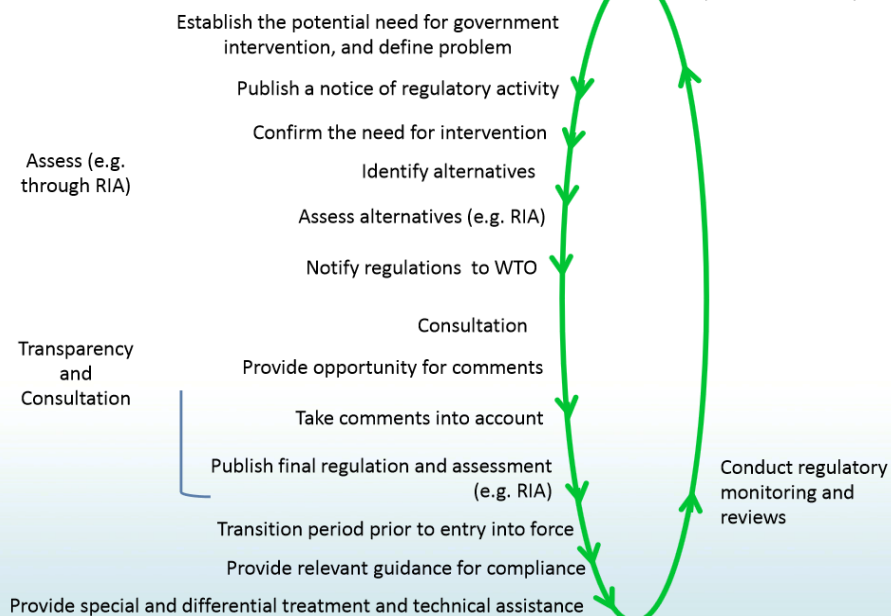 Establish the potential need for government
intervention, and define problem
Publish a notice of regulatory activity
Confirm the need for intervention
Assess (e.g.
through RIA)
Identify alternatives
Assess alternatives (e.g. RIA)
Notify regulations to WTO
Consultation
Transparency
and
Consultation
Provide opportunity for comments
Take comments into account
Publish final regulation and assessment
(e.g. RIA)
Conduct regulatory
monitoring and
reviews
Transition period prior to entry into force
Provide relevant guidance for compliance
Provide special and differential treatment and technical assistance